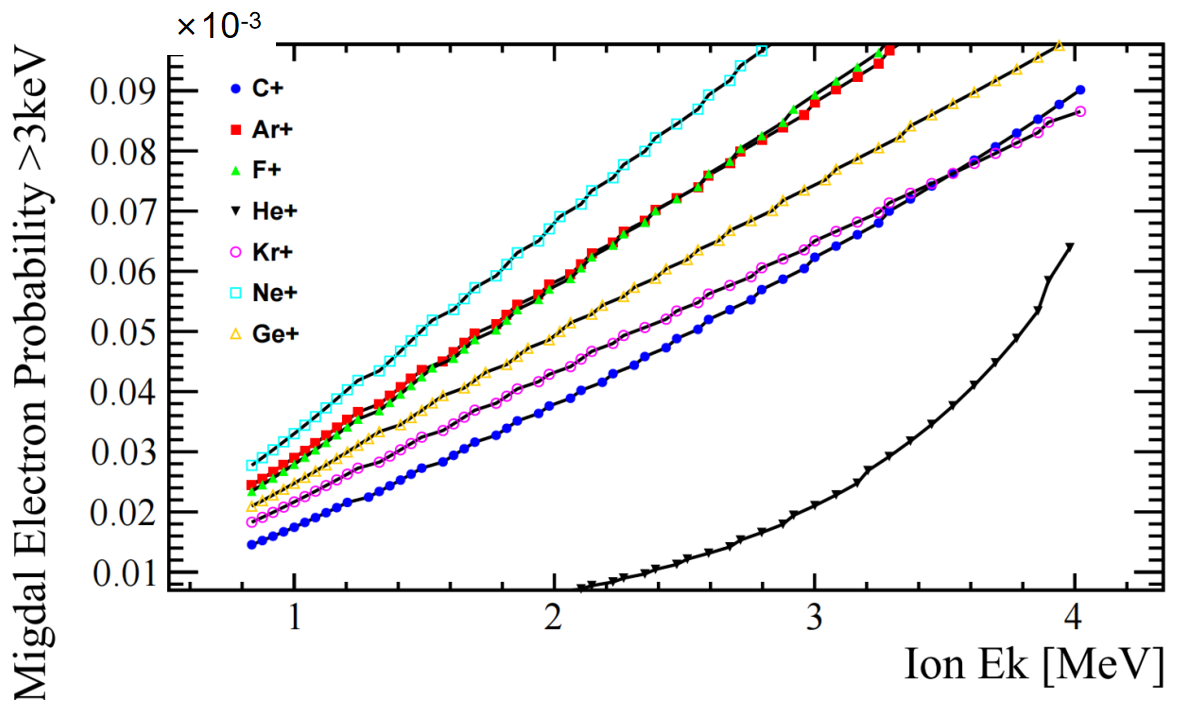 ×10-3
Migdal Electron Probability >3keV
0.09
0.08
0.07
0.06
0.05
0.04
0.03
0.02
0.01
C+
Ar+
F+
He+
Kr+
Ne+
Ge+
1
2
3
4
Ion Ek [MeV]